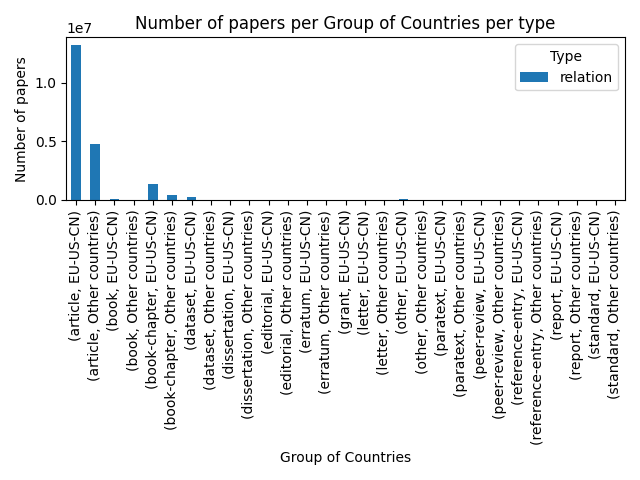 Number of papers per Group of Countries per type
1e7
Type
relation
1.0
0.5
0.0
Number of papers
(article, EU-US-CN)
(article, Other countries)
(book, EU-US-CN)
(book, Other countries)
(book-chapter, EU-US-CN)
(book-chapter, Other countries)
(dataset, EU-US-CN)
(dataset, Other countries)
(dissertation, EU-US-CN)
(dissertation, Other countries)
(editorial, EU-US-CN)
(editorial, Other countries)
(erratum, EU-US-CN)
(erratum, Other countries)
(grant, EU-US-CN)
(letter, EU-US-CN)
(letter, Other countries)
(other, EU-US-CN)
(other, Other countries)
(paratext, EU-US-CN)
(paratext, Other countries)
(peer-review, EU-US-CN)
(peer-review, Other countries)
(reference-entry, EU-US-CN)
(reference-entry, Other countries)
(report, EU-US-CN)
(report, Other countries)
(standard, EU-US-CN)
(standard, Other countries)
Group of Countries